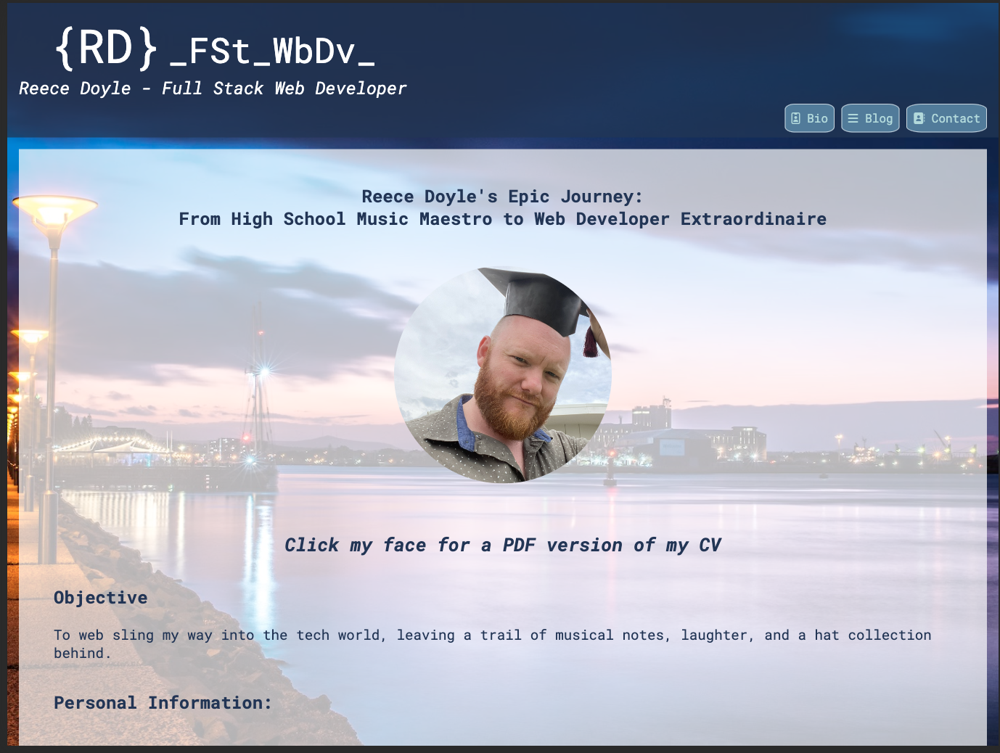 {RD}_FSt_WbDv_
Reece Doyle - Full Stack Web Developer
Bio
Blog
Contact
Reece Doyle's Epic Journey:
From High School Music Maestro to Web Developer Extraordinaire
Click my face for a PDF version of my CV
Objective
To web sling my way into the tech world, leaving a trail of musical notes, laughter, and a hat collection
behind.
Personal Information: